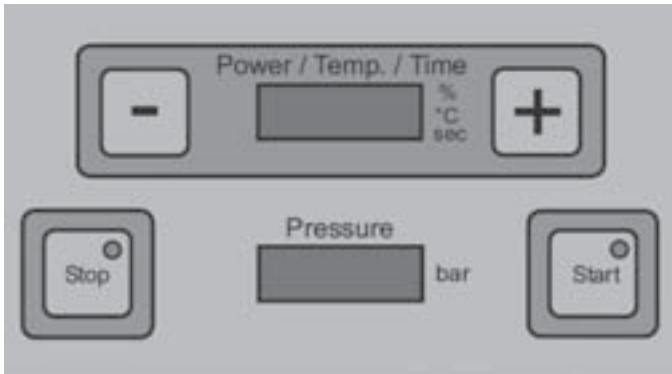 Power / Temp. / Time
-
+
%
°C
sec
Pressure
Stop
bar
Start